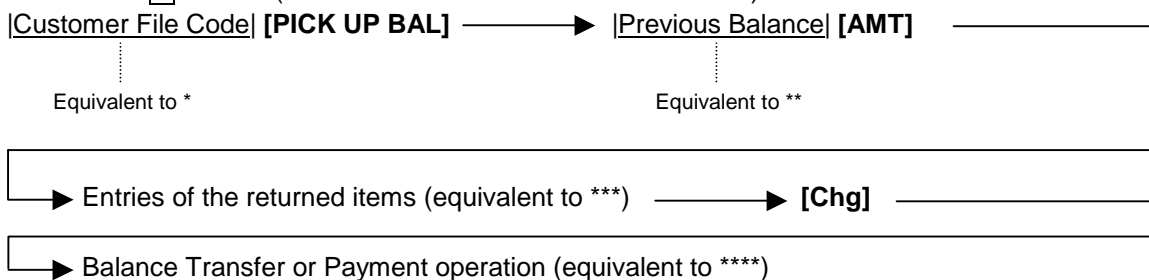 |Customer File Code| [PICK UP BAL] |Previous Balance| [AMT]
Equivalent to * Equivalent to **
Entries of the returned items (equivalent to ***) [Chg]
Balance Transfer or Payment operation (equivalent to ****)